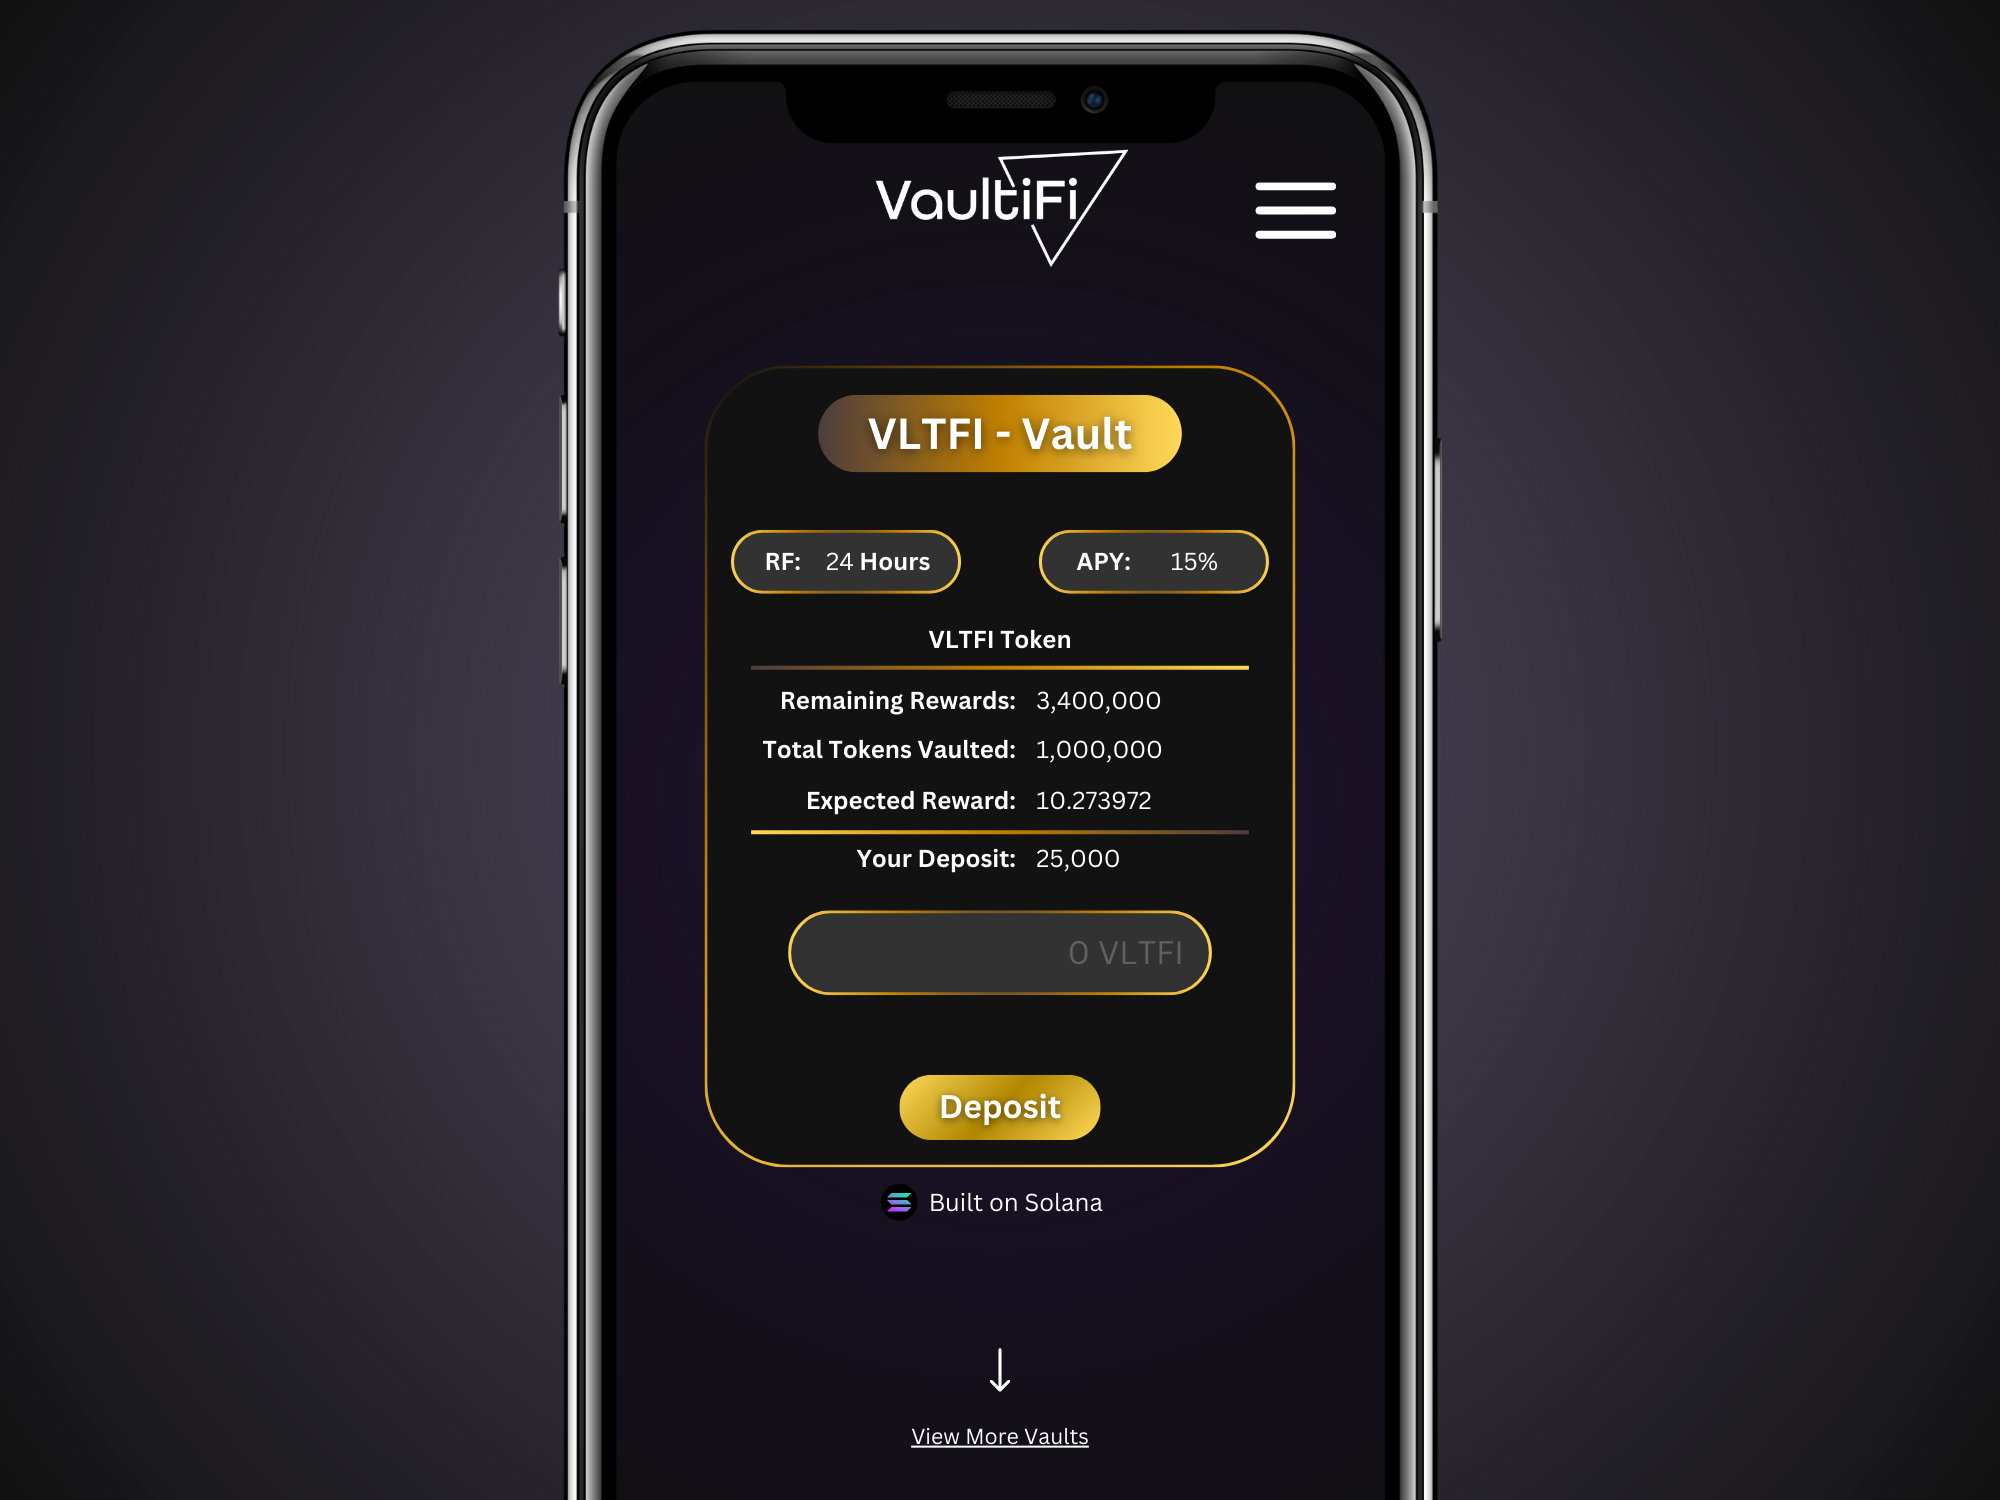 VaultiFi
VLTFI - Vault
RF: 24 Hours
APY: 15%
VLTFI Token
Remaining Rewards: 3,400,000
Total Tokens Vaulted: 1,000,000
Expected Reward: 10.273972
Your Deposit: 25,000
0 VLTFI
Deposit
Built on Solana
View More Vaults